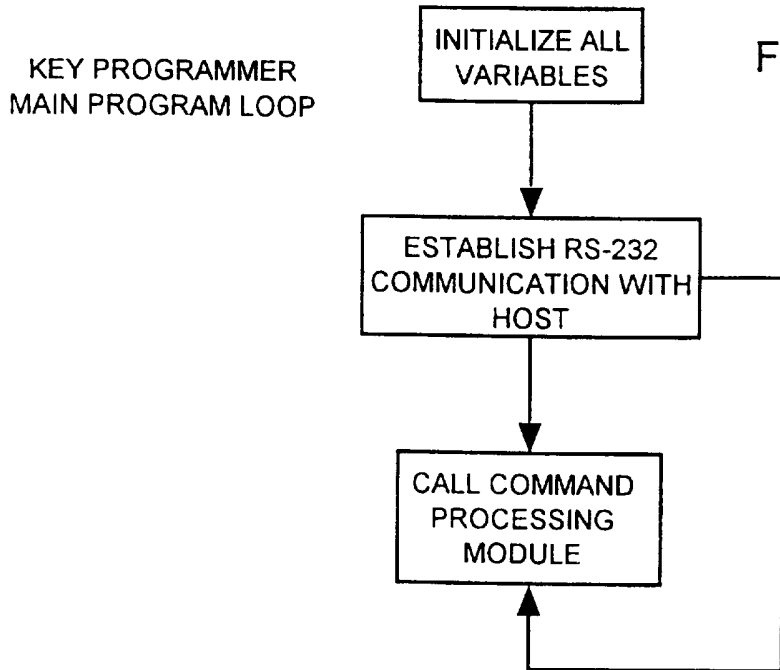 KEY PROGRAMMER
MAIN PROGRAM LOOP
INITIALIZE ALL
VARIABLES
F
ESTABLISH RS-232
COMMUNICATION WITH
HOST
CALL COMMAND
PROCESSING
MODULE